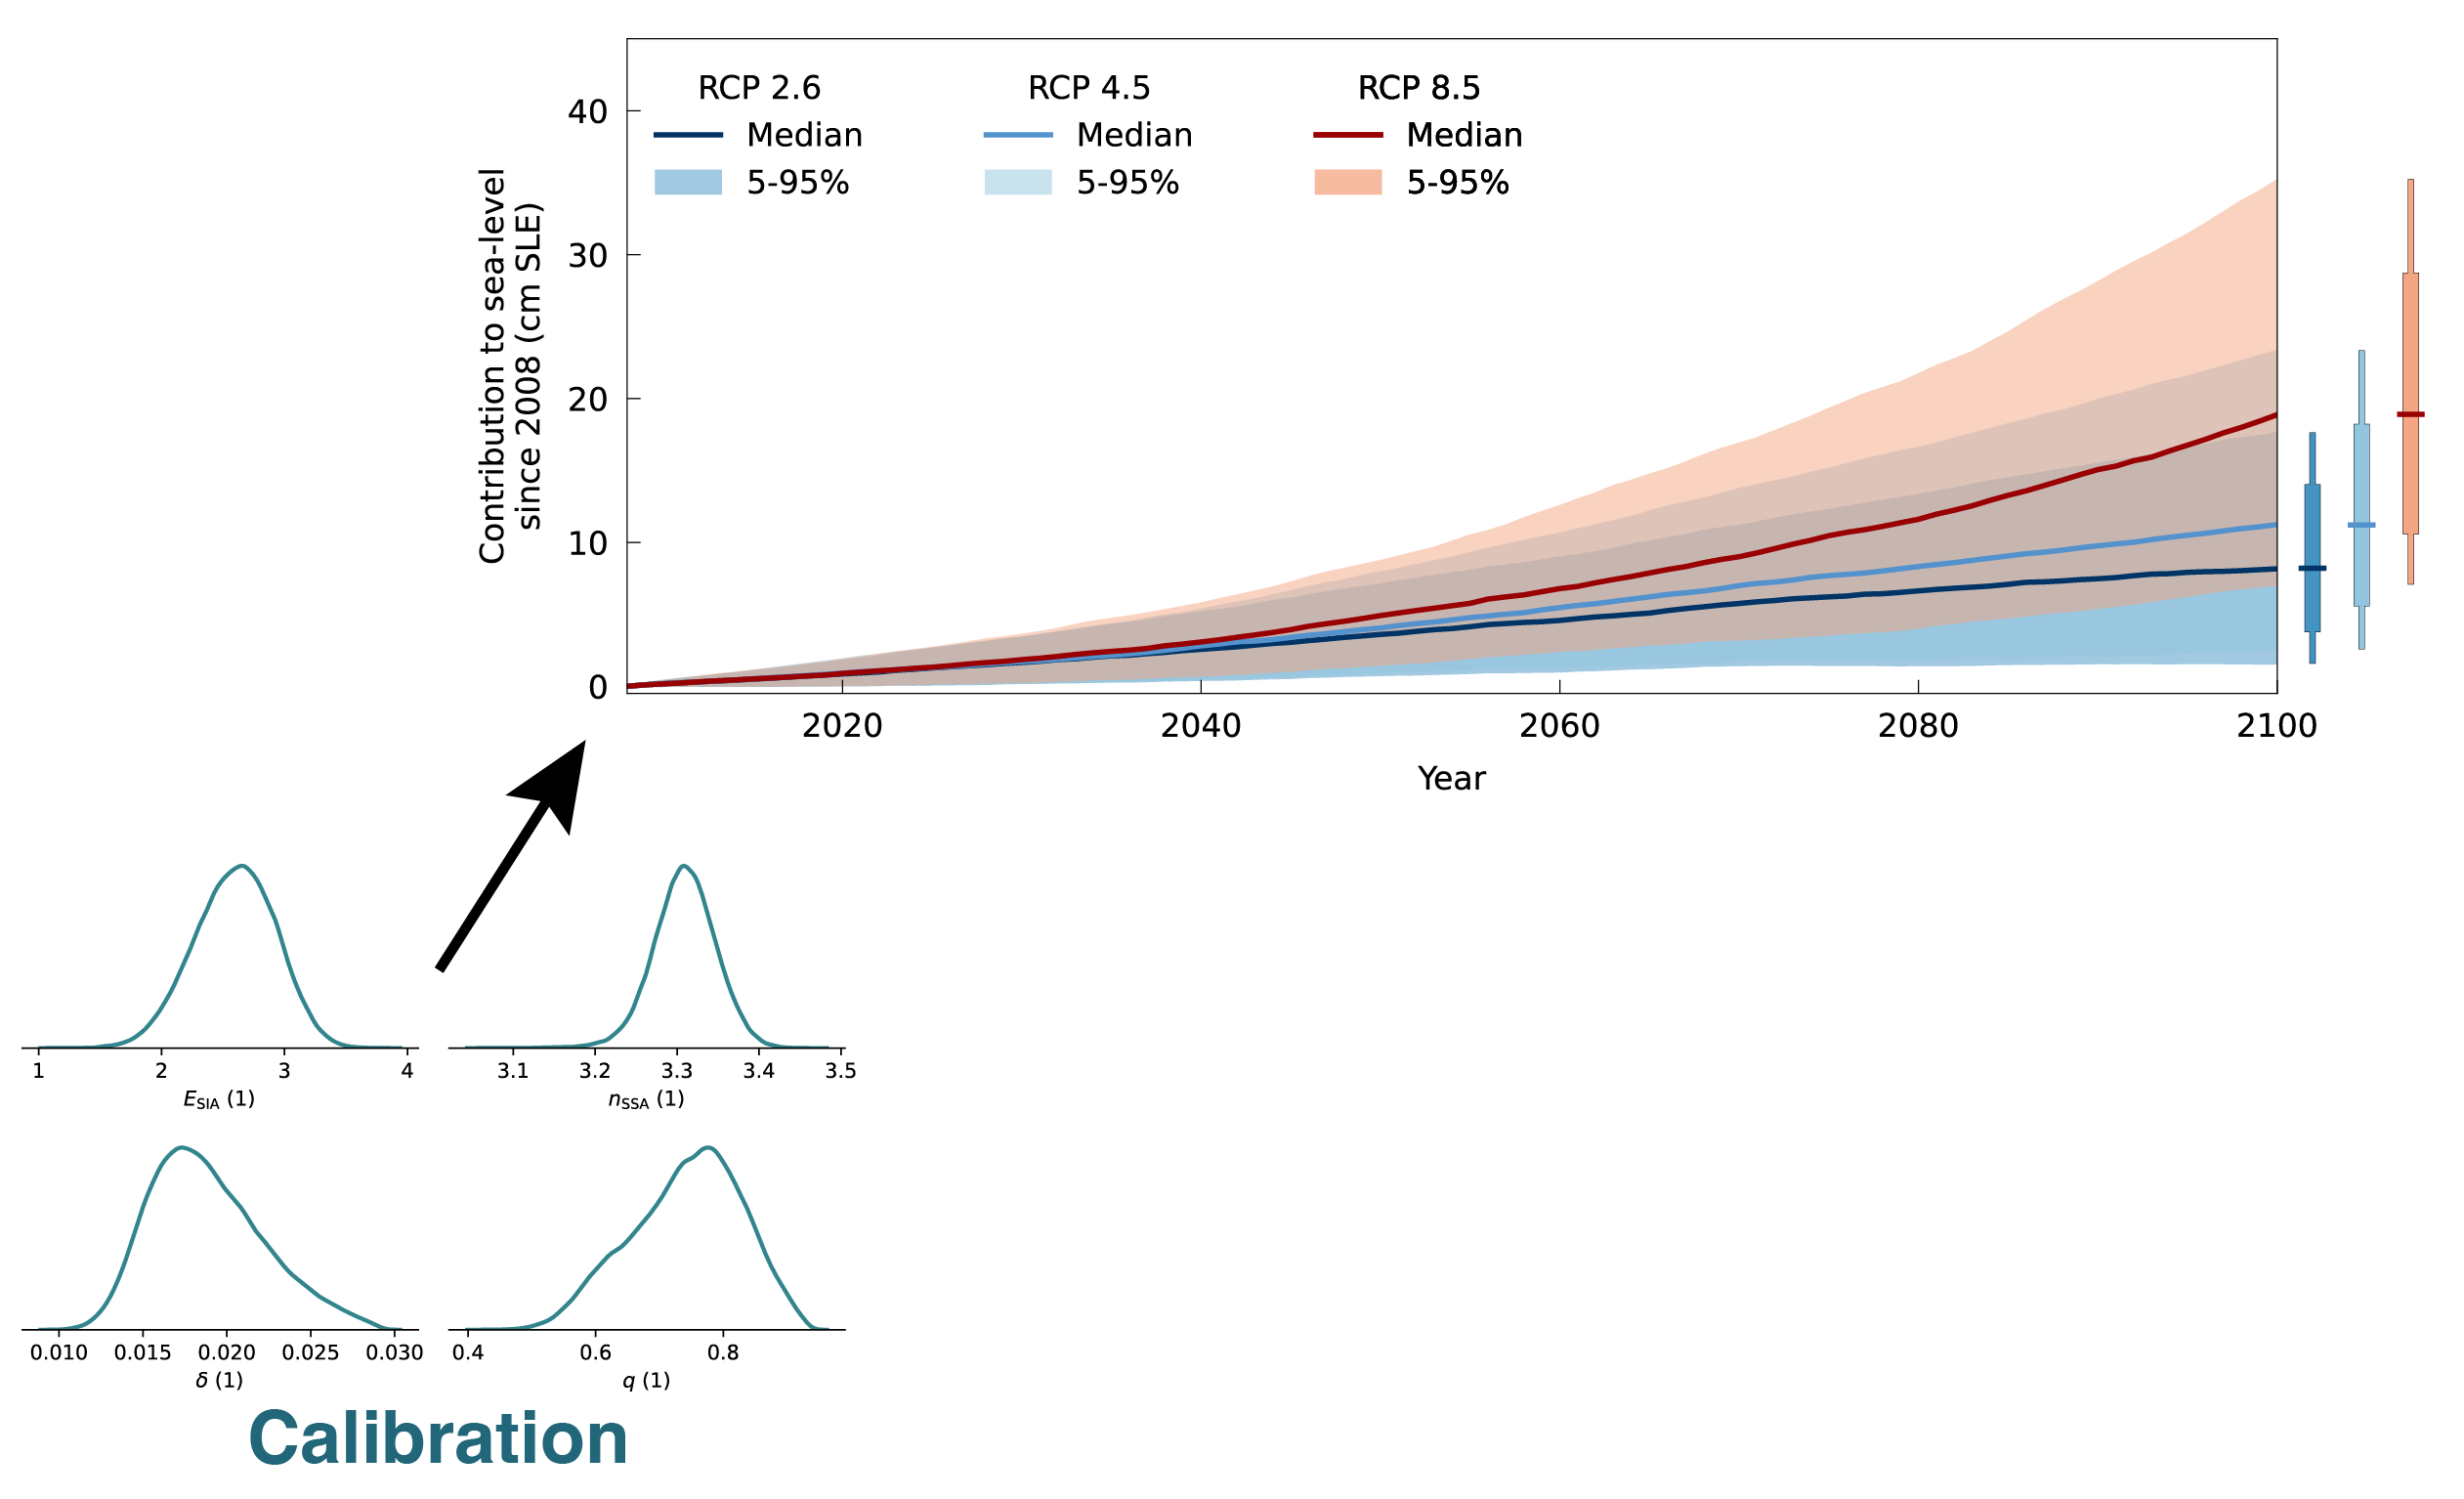 RCP 2.6 RCP 4.5 RCP 8.5
Median Median Median
5-95% 5-95% 5-95%
Contribution to sea-level
since 2008 (cm SLE)
40
30
20
10
0
2020 2040 2060 2080 2100
Year
1 2 3 4
E_SIA (1)
3.1 3.2 3.3 3.4 3.5
n_SSA (1)
0.010 0.015 0.020 0.025 0.030
δ (1)
0.4 0.6 0.8
q (1)
Calibration